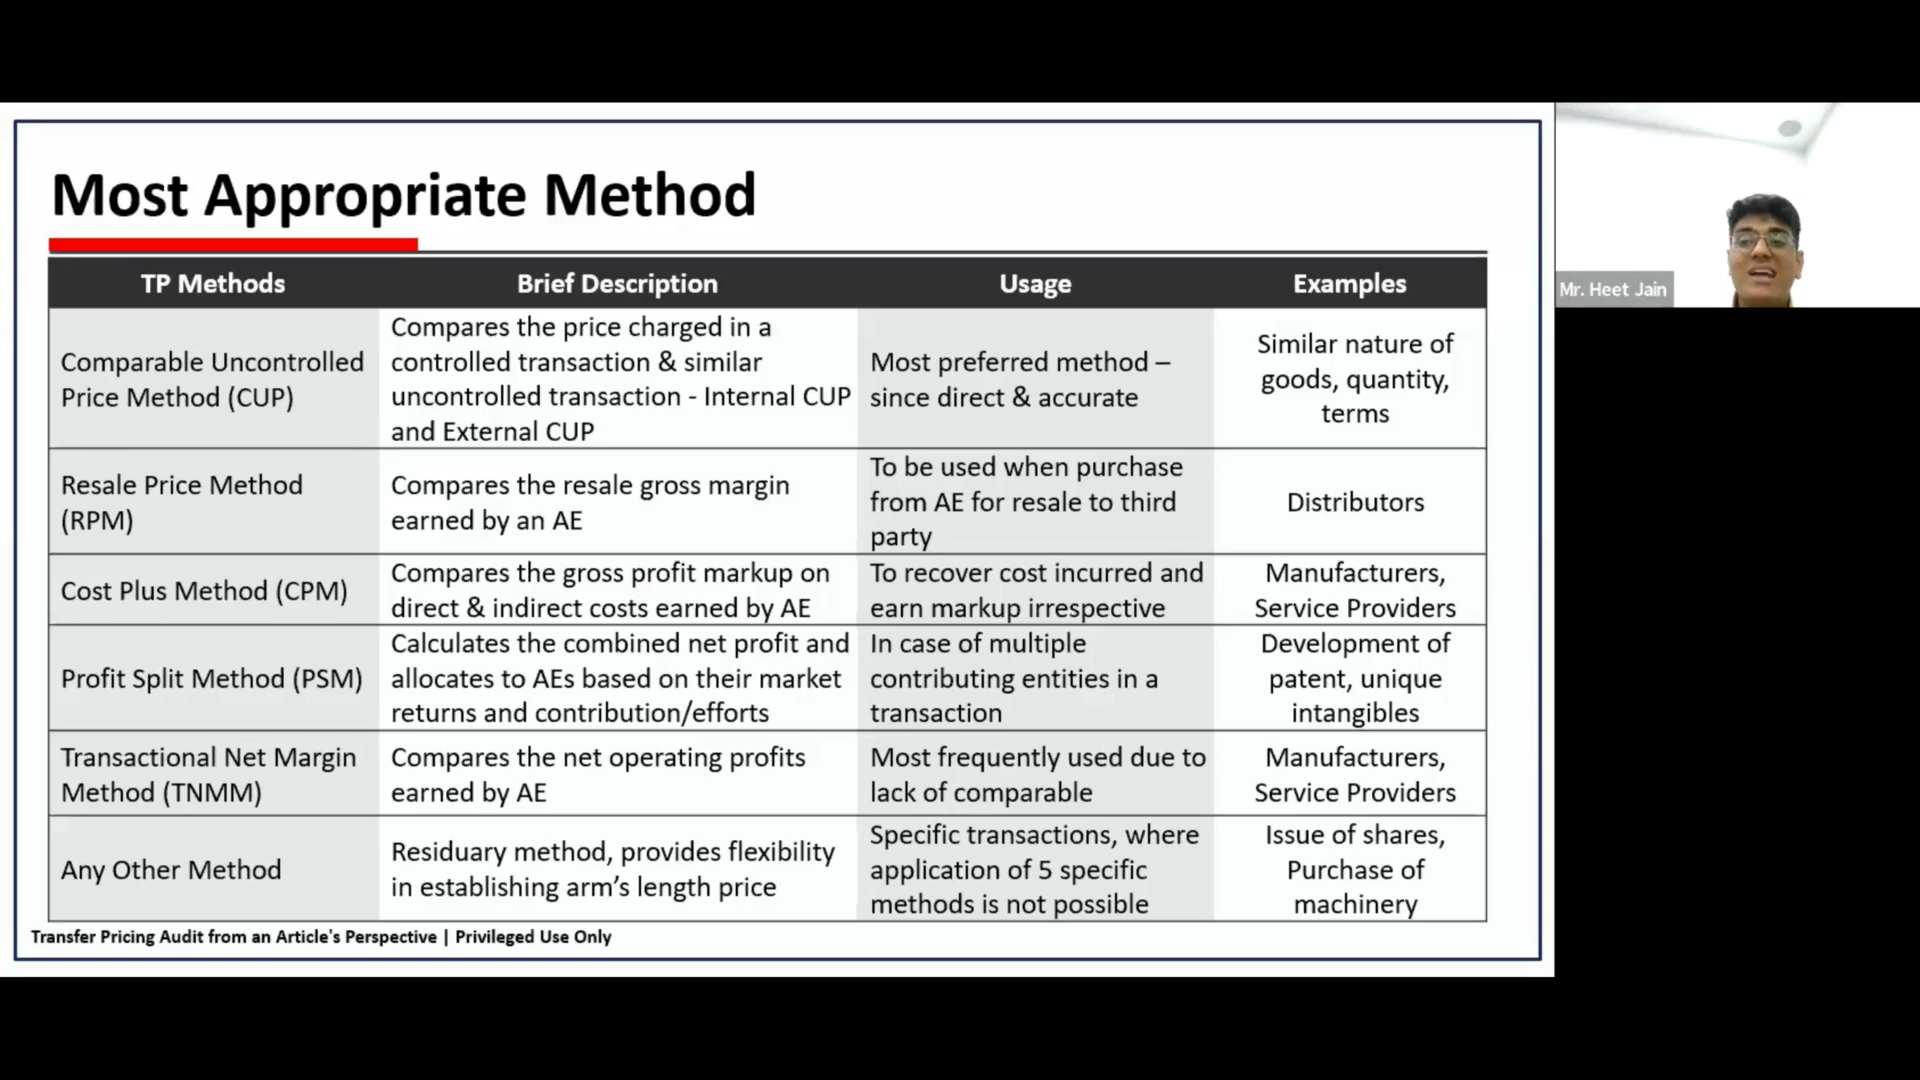 Most Appropriate Method
TP Methods
Brief Description
Usage
Examples
Comparable Uncontrolled
Price Method (CUP)
Compares the price charged in a
controlled transaction & similar
uncontrolled transaction - Internal CUP
and External CUP
Most preferred method –
since direct & accurate
Similar nature of
goods, quantity,
terms
Resale Price Method
(RPM)
Compares the resale gross margin
earned by an AE
To be used when purchase
from AE for resale to third
party
Distributors
Cost Plus Method (CPM)
Compares the gross profit markup on
direct & indirect costs earned by AE
To recover cost incurred and
earn markup irrespective
Manufacturers,
Service Providers
Profit Split Method (PSM)
Calculates the combined net profit and
allocates to AEs based on their market
returns and contribution/efforts
In case of multiple
contributing entities in a
transaction
Development of
patent, unique
intangibles
Transactional Net Margin
Method (TNMM)
Compares the net operating profits
earned by AE
Most frequently used due to
lack of comparable
Manufacturers,
Service Providers
Any Other Method
Residuary method, provides flexibility
in establishing arm’s length price
Specific transactions, where
application of 5 specific
methods is not possible
Issue of shares,
Purchase of
machinery
Transfer Pricing Audit from an Article's Perspective | Privileged Use Only
Mr. Heet Jain